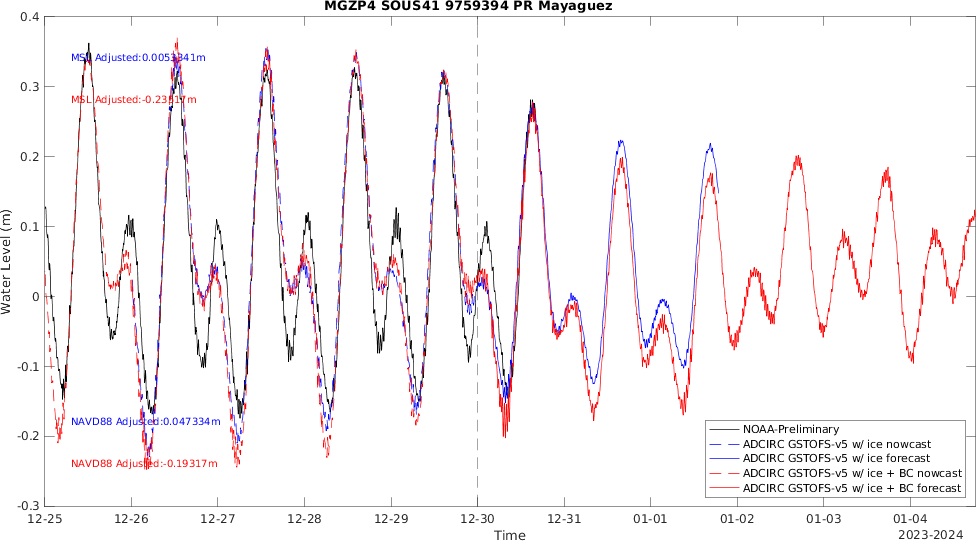 MGZP4 SOUS41 9759394 PR Mayaguez
0.4
0.3
0.2
0.1
0
-0.1
-0.2
-0.3
Water Level (m)
MSL Adjusted:0.0053341m
MSL Adjusted:-0.23517m
NAVD88 Adjusted:0.047334m
NAVD88 Adjusted:-0.19317m
NOAA-Preliminary
ADCIRC GSTOFS-v5 w/ ice nowcast
ADCIRC GSTOFS-v5 w/ ice forecast
ADCIRC GSTOFS-v5 w/ ice + BC nowcast
ADCIRC GSTOFS-v5 w/ ice + BC forecast
12-25 12-26 12-27 12-28 12-29 12-30 12-31 01-01 01-02 01-03 01-04
Time
2023-2024